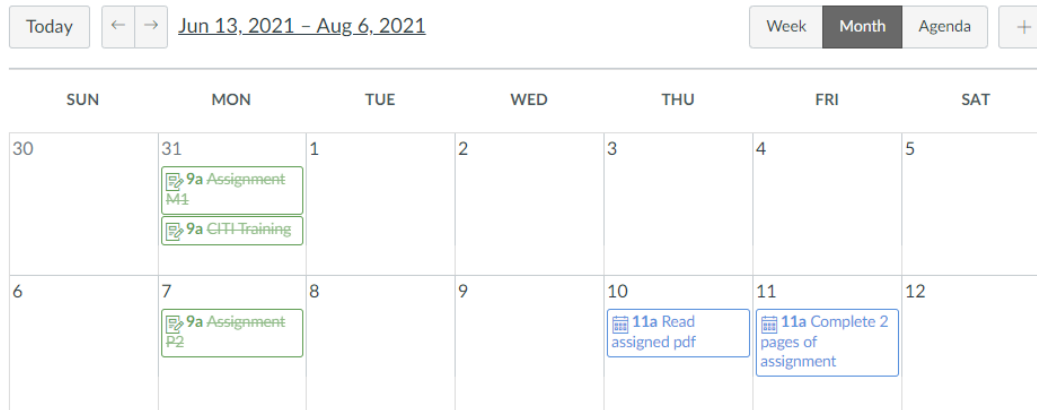 Today ← → Jun 13, 2021 – Aug 6, 2021 Week Month Agenda +
SUN MON TUE WED THU FRI SAT
30 31 1 2 3 4 5
9a Assignment
M1
9a CITI Training
6 7 8 9 10 11 12
9a Assignment
P2
11a Read
assigned pdf
11a Complete 2
pages of
assignment